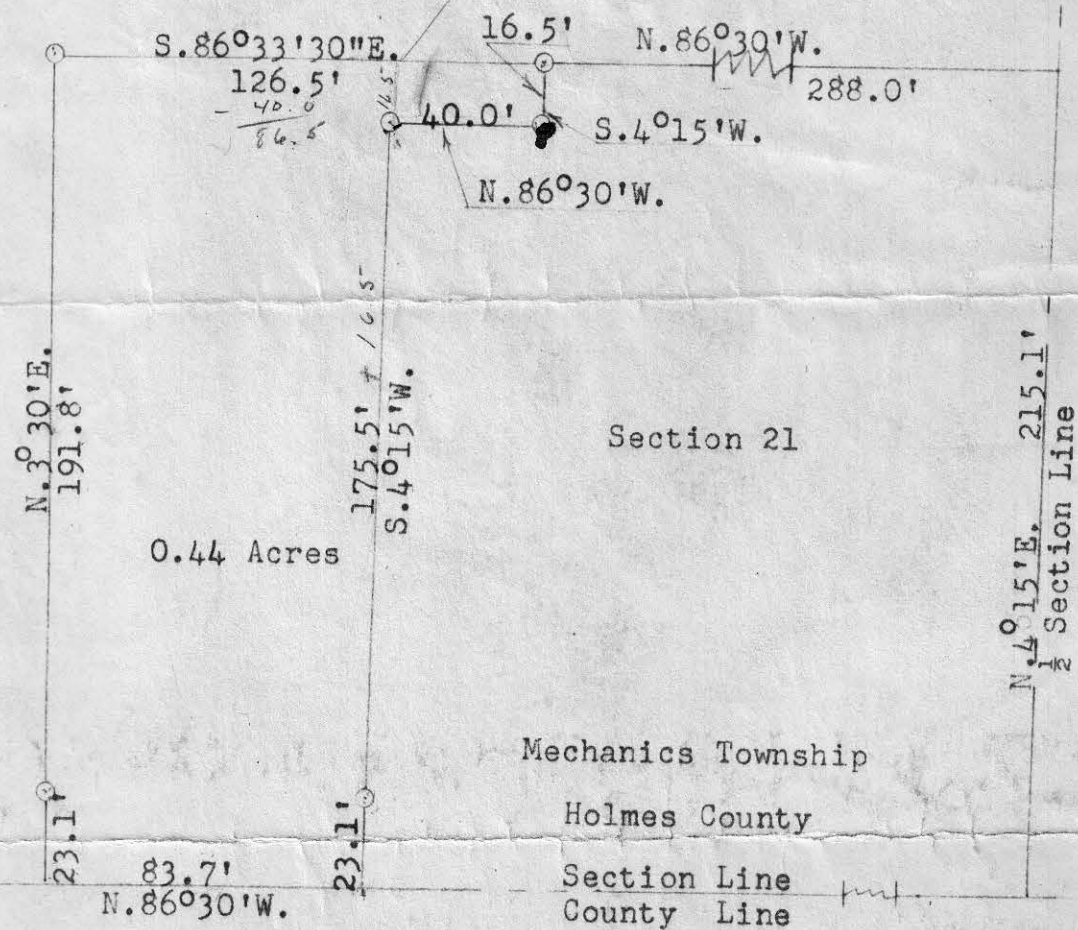 16.5'
S.86°33'30"E.
N.86°30'W.
126.5'
288.0'
- 40.0
86.5
16.5
40.0'
S.4°15'W.
N.86°30'W.
N.3°30'E.
191.8'
175.5' + 16.5
S.4°15'W.
Section 21
N.4°15'E. 215.1'
1/2 Section Line
0.44 Acres
Mechanics Township
Holmes County
23.1'
23.1'
83.7'
N.86°30'W.
Section Line
County Line